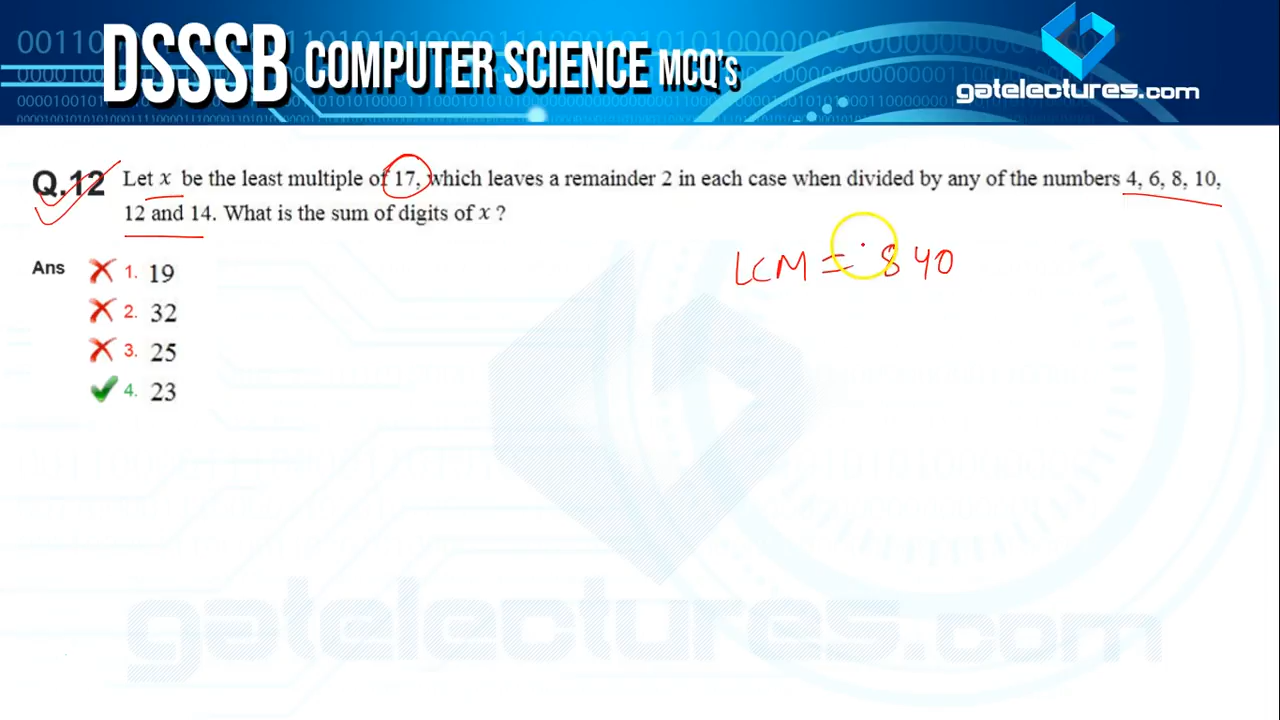 DSSSB COMPUTER SCIENCE MCQ's
gatelectures.com
Q.12 Let x be the least multiple of 17, which leaves a remainder 2 in each case when divided by any of the numbers 4, 6, 8, 10,
12 and 14. What is the sum of digits of x ?
LCM = 840
Ans 1. 19
2. 32
3. 25
4. 23
gatelectures.com